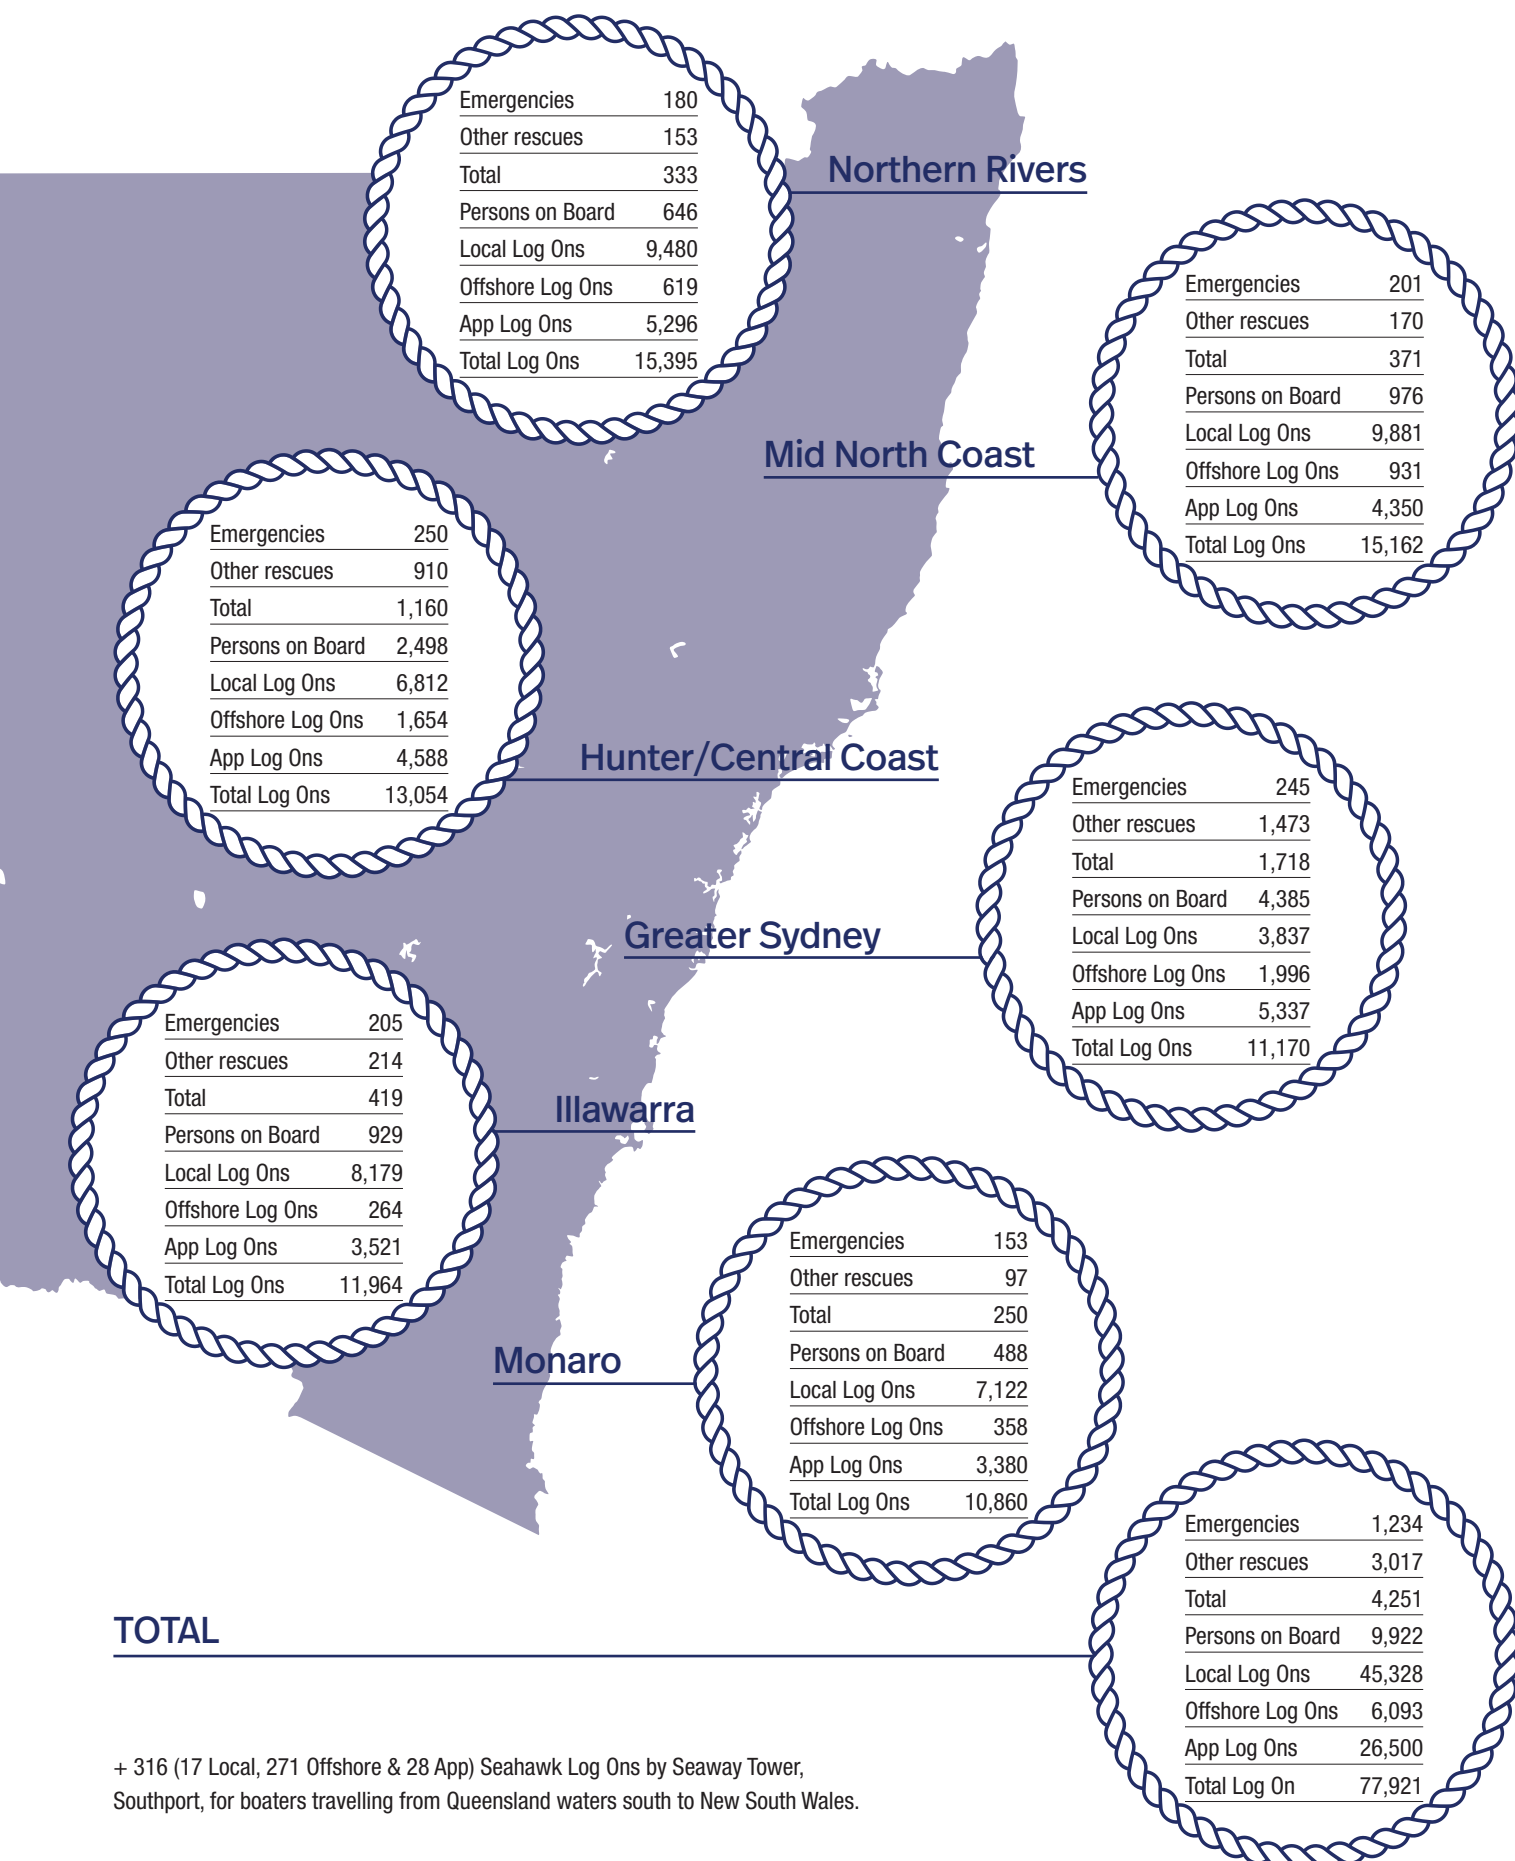 Emergencies 180
Other rescues 153
Total 333
Persons on Board 646
Local Log Ons 9,480
Offshore Log Ons 619
App Log Ons 5,296
Total Log Ons 15,395
Northern Rivers
Emergencies 201
Other rescues 170
Total 371
Persons on Board 976
Local Log Ons 9,881
Offshore Log Ons 931
App Log Ons 4,350
Total Log Ons 15,162
Mid North Coast
Emergencies 250
Other rescues 910
Total 1,160
Persons on Board 2,498
Local Log Ons 6,812
Offshore Log Ons 1,654
App Log Ons 4,588
Total Log Ons 13,054
Hunter/Central Coast
Emergencies 245
Other rescues 1,473
Total 1,718
Persons on Board 4,385
Local Log Ons 3,837
Offshore Log Ons 1,996
App Log Ons 5,337
Total Log Ons 11,170
Greater Sydney
Emergencies 205
Other rescues 214
Total 419
Persons on Board 929
Local Log Ons 8,179
Offshore Log Ons 264
App Log Ons 3,521
Total Log Ons 11,964
Illawarra
Emergencies 153
Other rescues 97
Total 250
Persons on Board 488
Local Log Ons 7,122
Offshore Log Ons 358
App Log Ons 3,380
Total Log Ons 10,860
Monaro
Emergencies 1,234
Other rescues 3,017
Total 4,251
Persons on Board 9,922
Local Log Ons 45,328
Offshore Log Ons 6,093
App Log Ons 26,500
Total Log On 77,921
TOTAL
+ 316 (17 Local, 271 Offshore & 28 App) Seahawk Log Ons by Seaway Tower,
Southport, for boaters travelling from Queensland waters south to New South Wales.